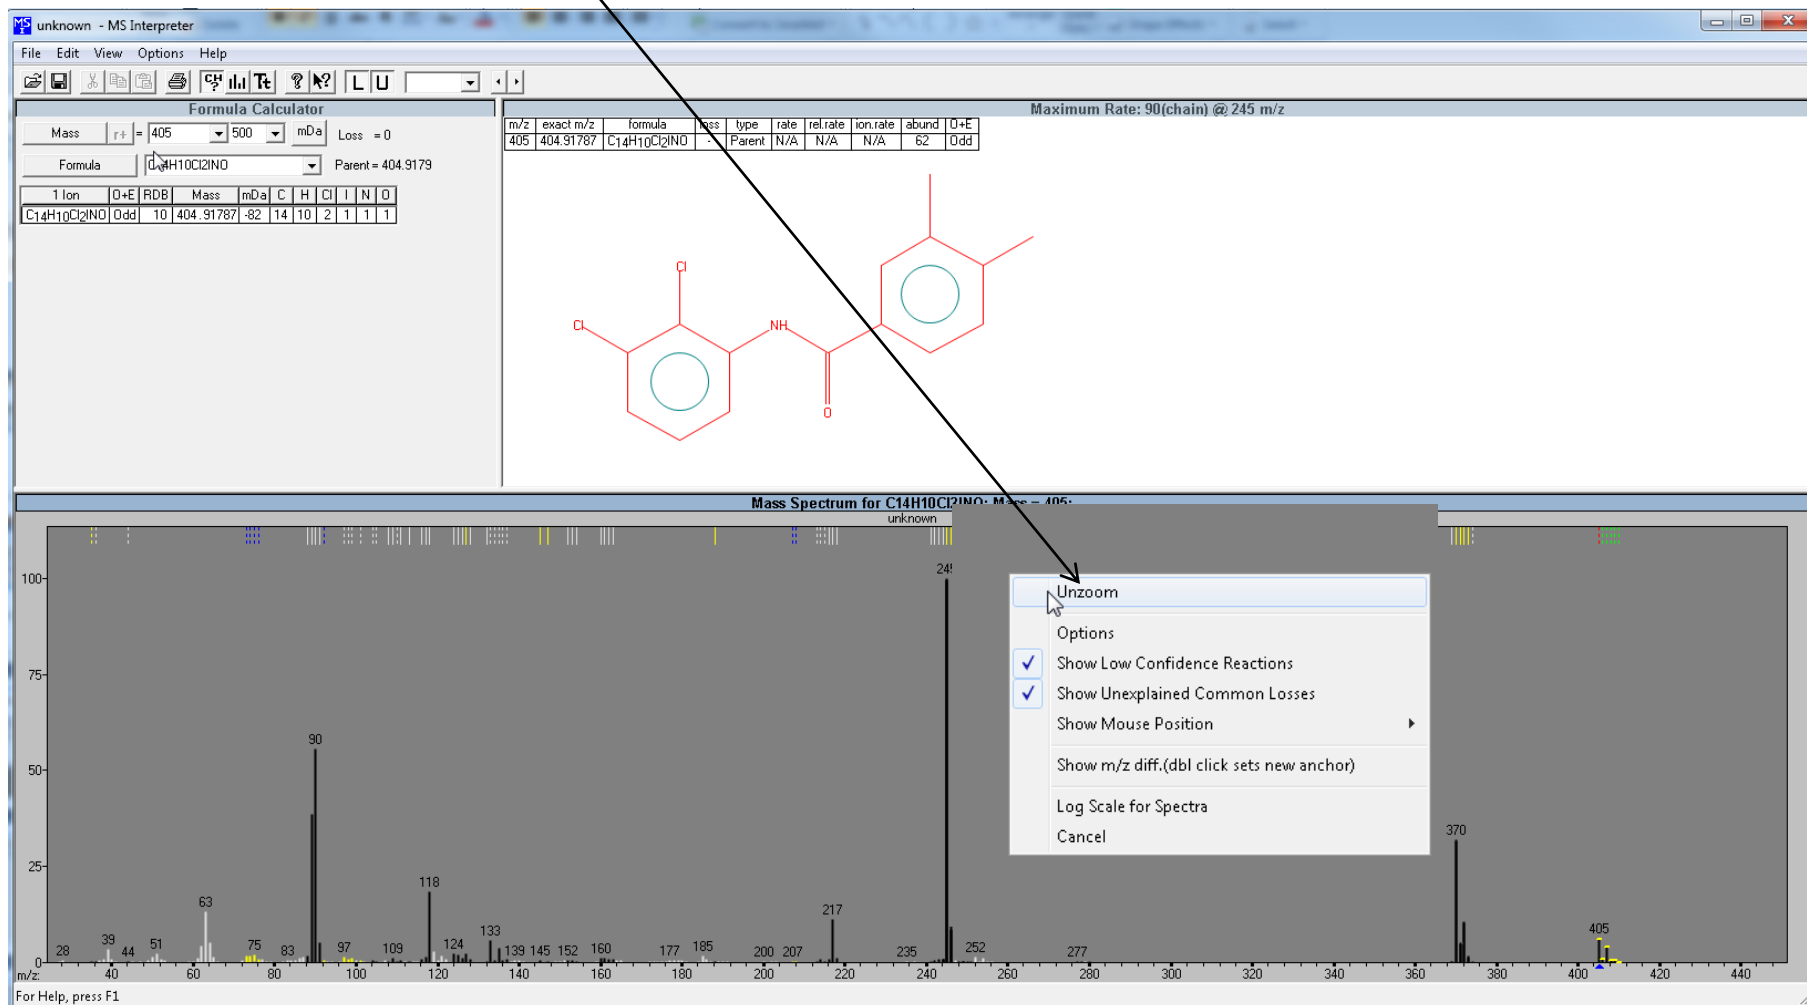 unknown - MS Interpreter
File Edit View Options Help
L U
Formula Calculator
Mass r+ = 405 500 mDa Loss = 0
Formula C14H10Cl2INO Parent = 404.9179
1 Ion O+E RDB Mass mDa C H Cl I N O
C14H10Cl2INO Odd 10 404.91787 -82 14 10 2 1 1 1
Maximum Rate: 90(chain) @ 245 m/z
m/z exact m/z formula loss type rate rel.rate ion.rate abund O+E
405 404.91787 C14H10Cl2INO - Parent N/A N/A N/A 62 Odd
Cl
Cl
NH
O
Mass Spectrum for C14H10Cl2INO; Mass = 405;
unknown
100
75
50
25
0
245
90
370
118
63
217
133
405
28 39 44 51 75 83 97 109 124 139 145 152 160 177 185 200 207 235 252 277
m/z: 40 60 80 100 120 140 160 180 200 220 240 260 280 300 320 340 360 380 400 420 440
Unzoom
Options
Show Low Confidence Reactions
Show Unexplained Common Losses
Show Mouse Position
Show m/z diff.(dbl click sets new anchor)
Log Scale for Spectra
Cancel
For Help, press F1